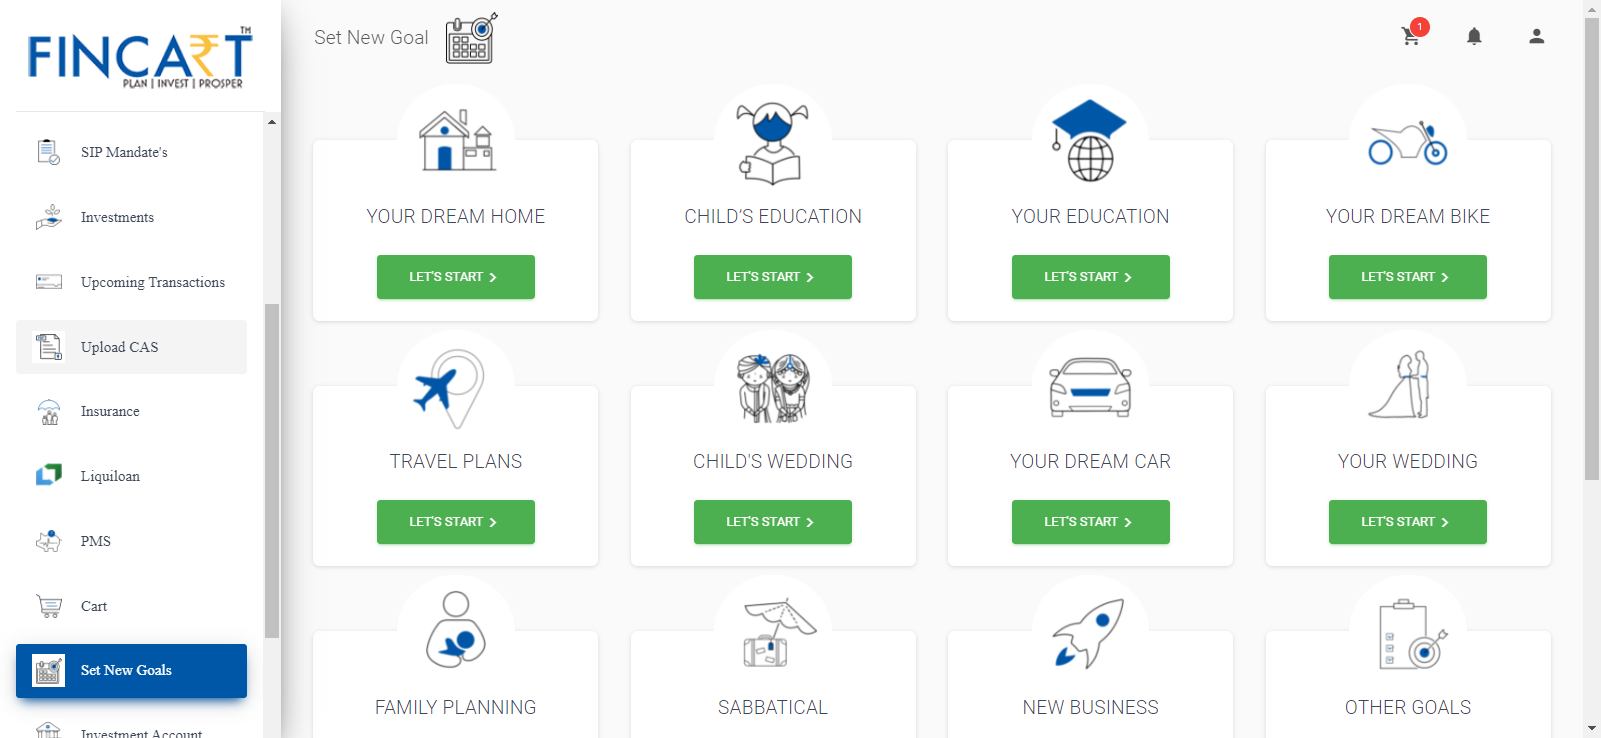 FINCART™
PLAN | INVEST | PROSPER
SIP Mandate's
Investments
Upcoming Transactions
Upload CAS
Insurance
Liquiloan
PMS
Cart
Set New Goals
Investment Account
Set New Goal
1
YOUR DREAM HOME
LET'S START
CHILD'S EDUCATION
LET'S START
YOUR EDUCATION
LET'S START
YOUR DREAM BIKE
LET'S START
TRAVEL PLANS
LET'S START
CHILD'S WEDDING
LET'S START
YOUR DREAM CAR
LET'S START
YOUR WEDDING
LET'S START
FAMILY PLANNING
SABBATICAL
NEW BUSINESS
OTHER GOALS